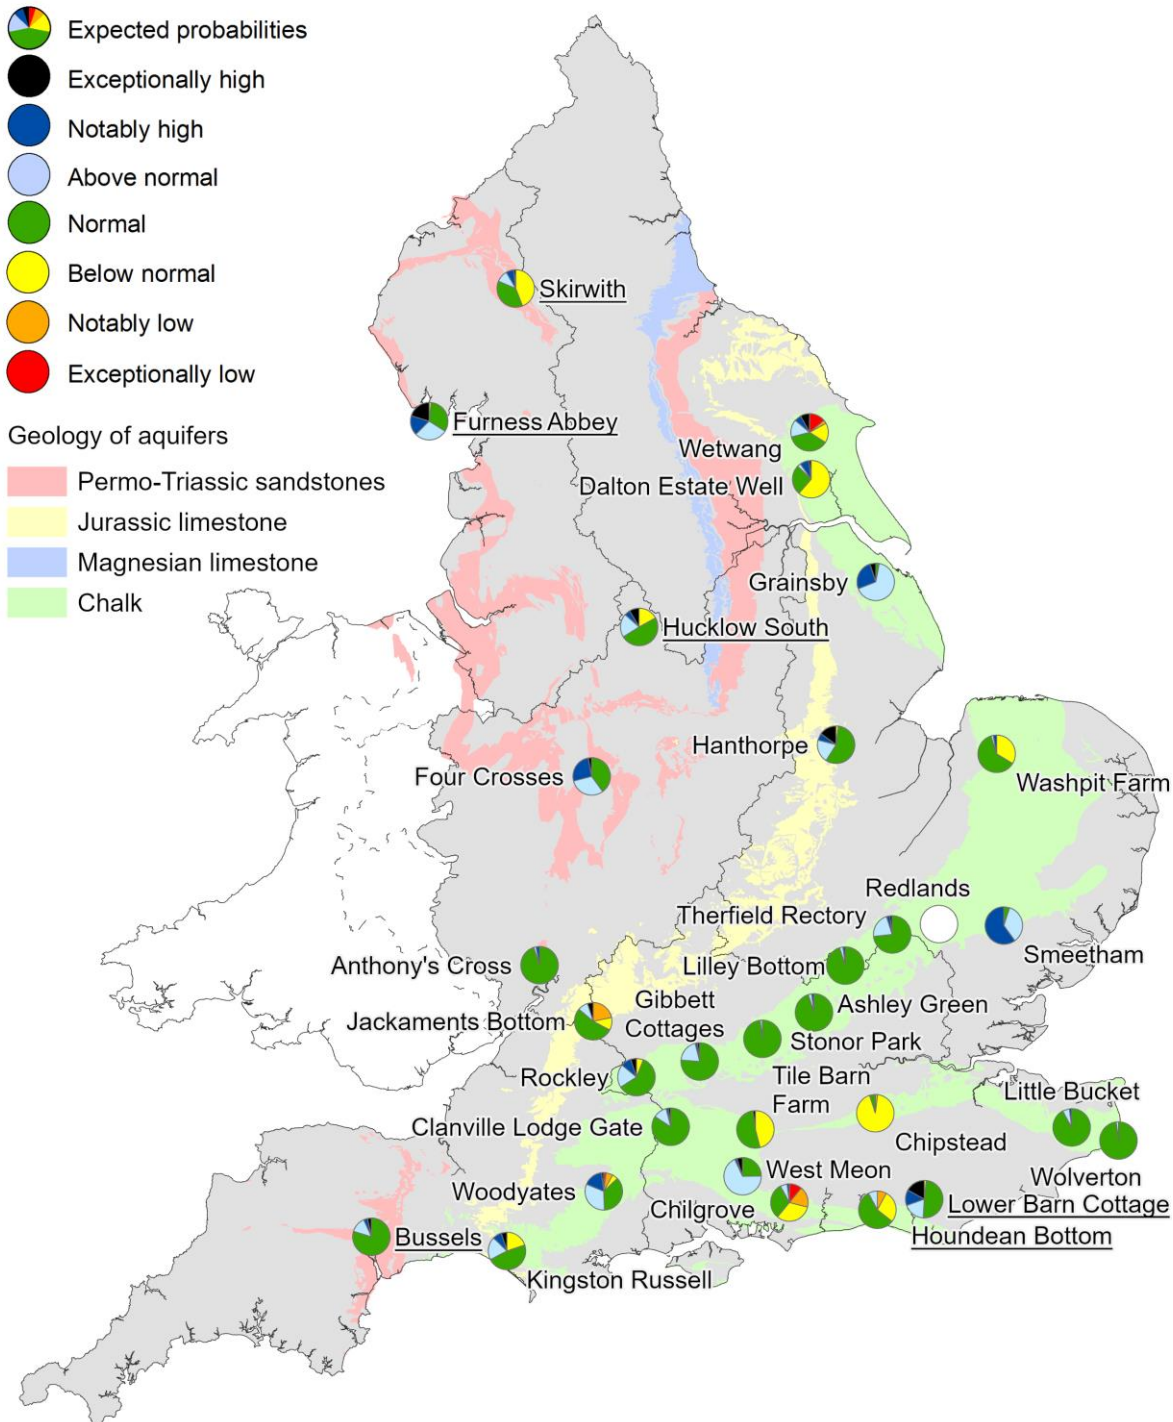 Expected probabilities
Exceptionally high
Notably high
Above normal
Normal
Below normal
Notably low
Exceptionally low
Geology of aquifers
Permo-Triassic sandstones
Jurassic limestone
Magnesian limestone
Chalk
Skirwith
Furness Abbey
Wetwang
Dalton Estate Well
Grainsby
Hucklow South
Hanthorpe
Four Crosses
Washpit Farm
Redlands
Therfield Rectory
Smeetham
Anthony's Cross
Lilley Bottom
Gibbett
Cottages
Ashley Green
Jackaments Bottom
Stonor Park
Rockley
Tile Barn
Farm
Little Bucket
Clanville Lodge Gate
Chipstead
West Meon
Wolverton
Woodyates
Chilgrove
Lower Barn Cottage
Houndean Bottom
Bussels
Kingston Russell